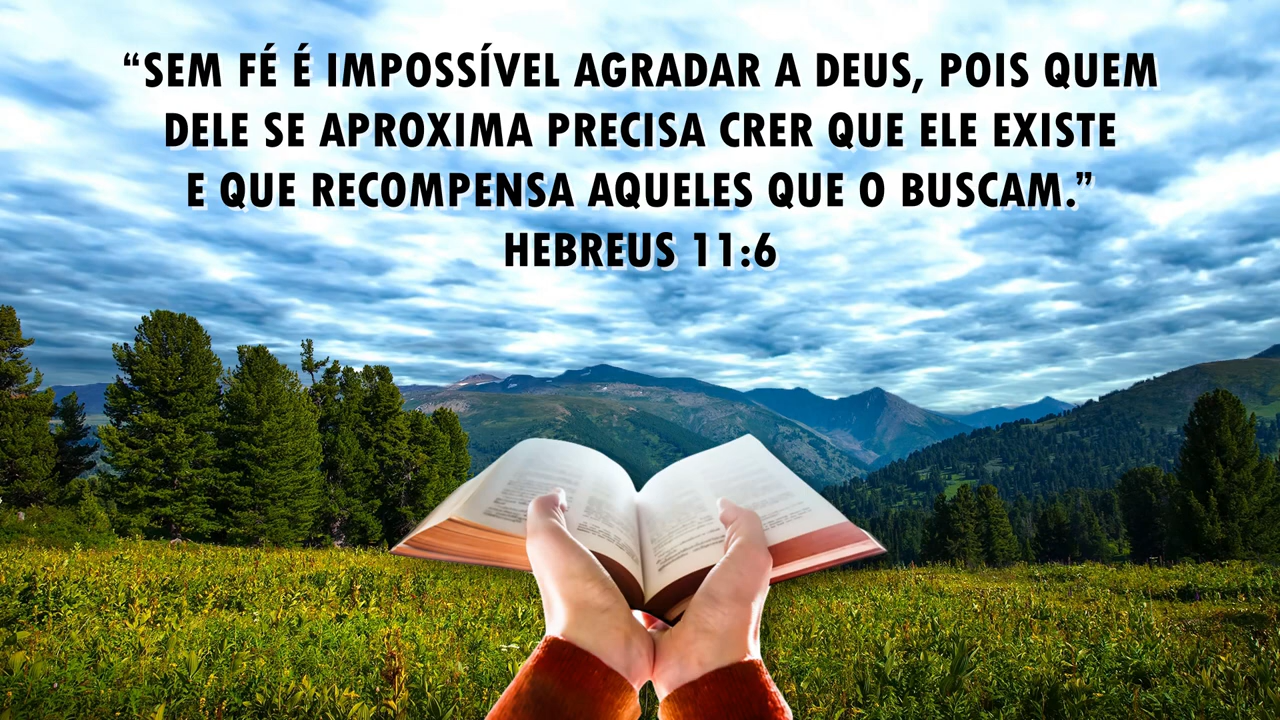 “SEM FÉ É IMPOSSÍVEL AGRADAR A DEUS, POIS QUEM
DELE SE APROXIMA PRECISA CRER QUE ELE EXISTE
E QUE RECOMPENSA AQUELES QUE O BUSCAM.”
HEBREUS 11:6